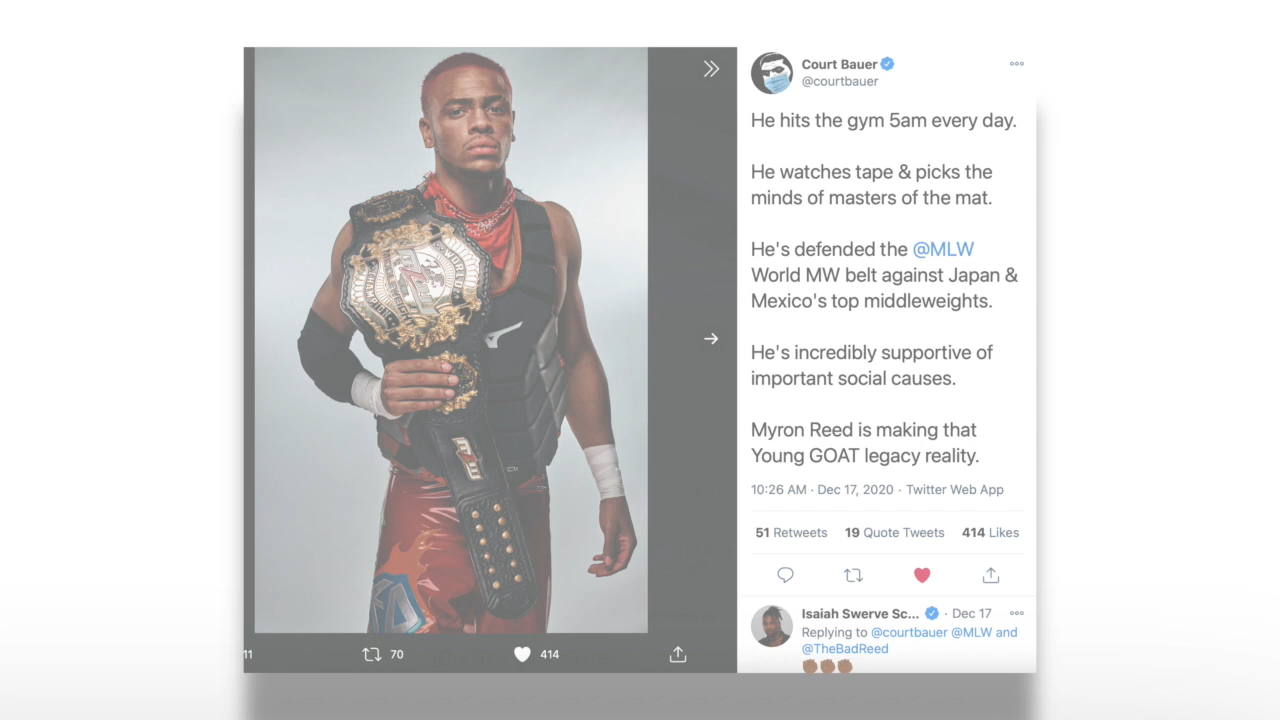 Court Bauer
@courtbauer
He hits the gym 5am every day.
He watches tape & picks the
minds of masters of the mat.
He's defended the @MLW
World MW belt against Japan &
Mexico's top middleweights.
He's incredibly supportive of
important social causes.
Myron Reed is making that
Young GOAT legacy reality.
10:26 AM · Dec 17, 2020 · Twitter Web App
51 Retweets 19 Quote Tweets 414 Likes
Isaiah Swerve Sc... · Dec 17
Replying to @courtbauer @MLW and
@TheBadReed
11 70 414